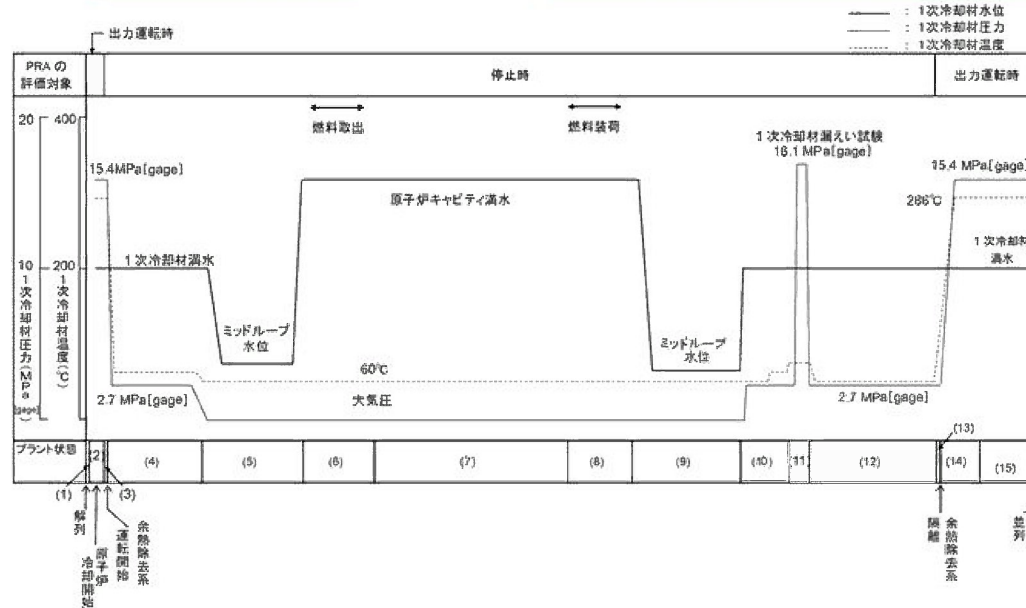 : 1次冷却材水位
: 1次冷却材圧力
: 1次冷却材温度
出力運転時
PRAの
評価対象
停止時
出力運転時
20
400
燃料取出
燃料装荷
1次冷却材漏えい試験
16.1 MPa[gage]
15.4MPa[gage]
15.4 MPa[gage]
原子炉キャビティ満水
286℃
1次冷却材
満水
1次冷却材満水
10
200
1次冷却材圧力(MPa[gage])
1次冷却材温度(℃)
ミッドループ
水位
ミッドループ
水位
60℃
2.7 MPa[gage]
大気圧
2.7 MPa[gage]
プラント状態
(1)
(2)
(3)
(4)
(5)
(6)
(7)
(8)
(9)
(10)
(11)
(12)
(13)
(14)
(15)
解列
原子炉
冷却開始
余熱除去系
運転開始
余熱除去系
隔離
並列